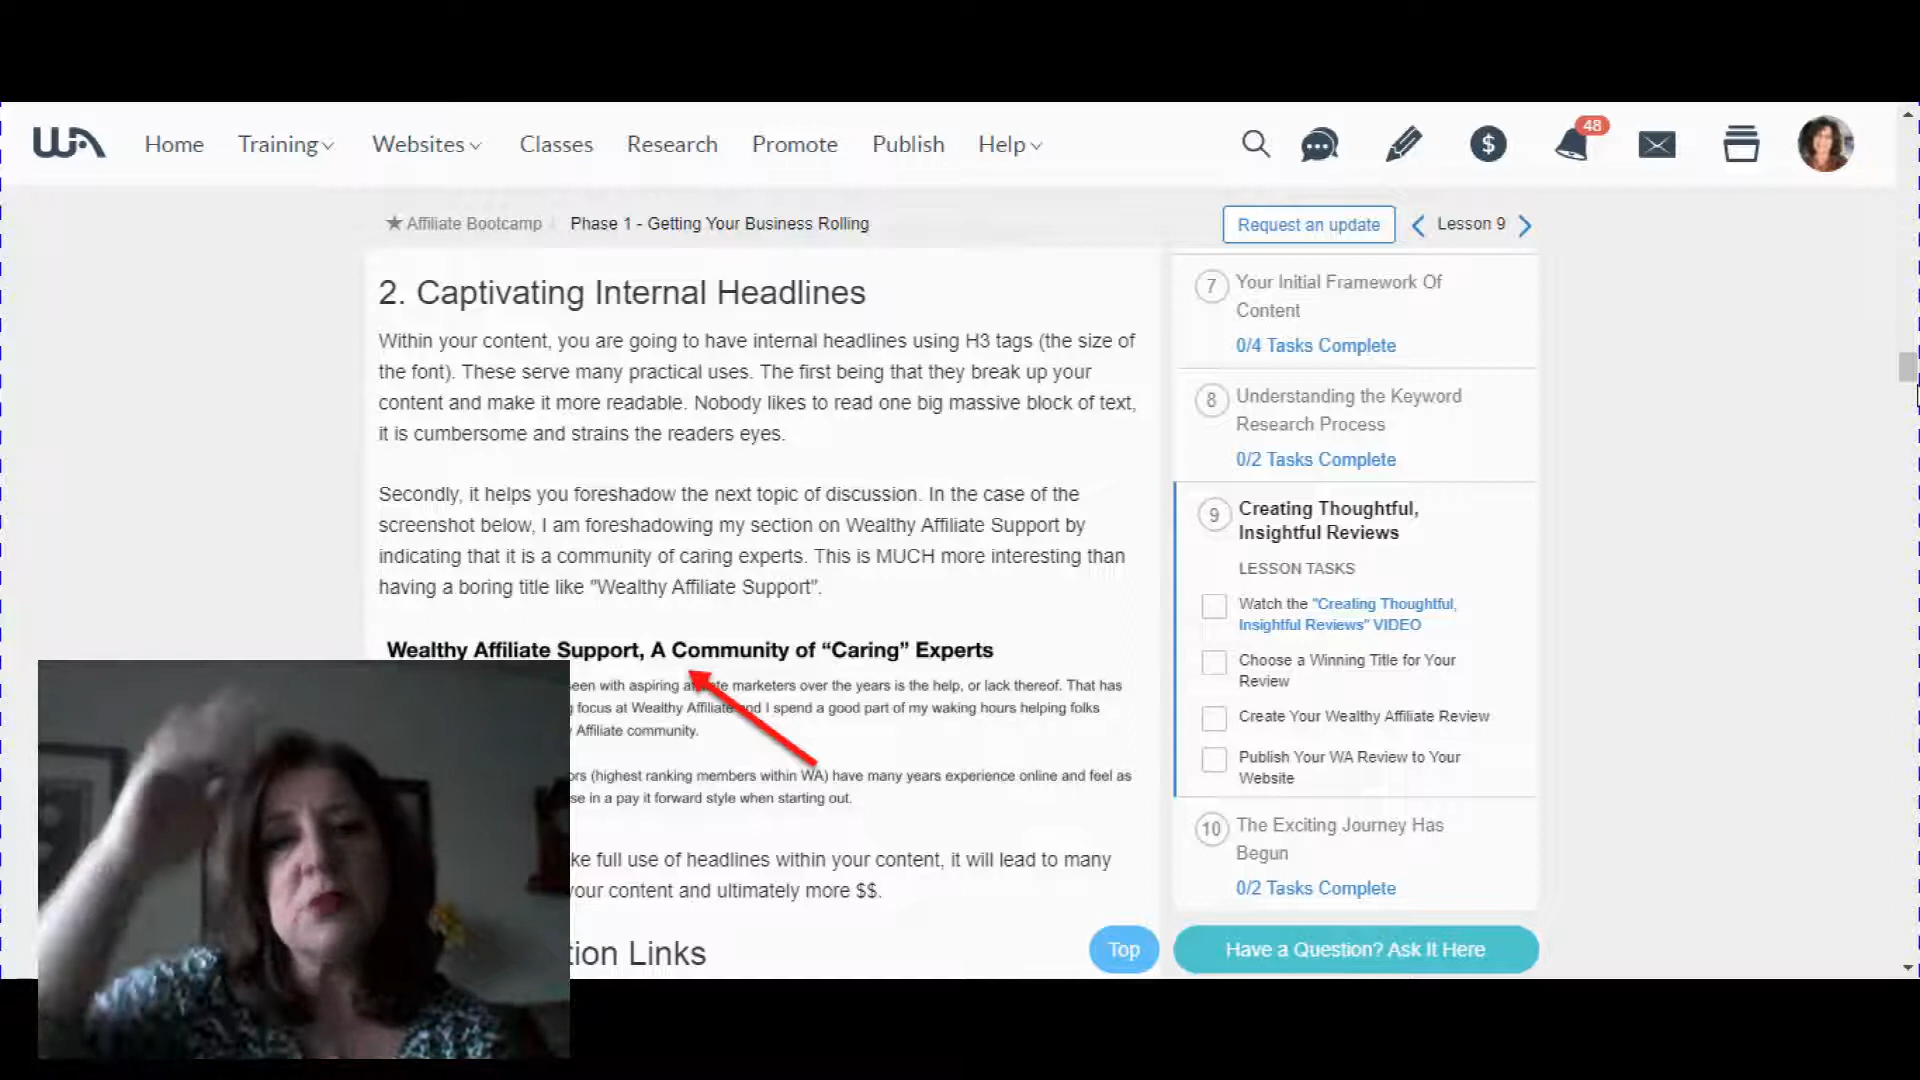 WA Home Training Websites Classes Research Promote Publish Help 48
Affiliate Bootcamp Phase 1 - Getting Your Business Rolling
Request an update Lesson 9
2. Captivating Internal Headlines
Within your content, you are going to have internal headlines using H3 tags (the size of
the font). These serve many practical uses. The first being that they break up your
content and make it more readable. Nobody likes to read one big massive block of text,
it is cumbersome and strains the readers eyes.
Secondly, it helps you foreshadow the next topic of discussion. In the case of the
screenshot below, I am foreshadowing my section on Wealthy Affiliate Support by
indicating that it is a community of caring experts. This is MUCH more interesting than
having a boring title like "Wealthy Affiliate Support".
Wealthy Affiliate Support, A Community of “Caring” Experts
een with aspiring affiliate marketers over the years is the help, or lack thereof. That has
focus at Wealthy Affiliate and I spend a good part of my waking hours helping folks
Affiliate community.
ors (highest ranking members within WA) have many years experience online and feel as
se in a pay it forward style when starting out.
ke full use of headlines within your content, it will lead to many
your content and ultimately more $$.
tion Links
Top
7 Your Initial Framework Of
Content
0/4 Tasks Complete
8 Understanding the Keyword
Research Process
0/2 Tasks Complete
9 Creating Thoughtful,
Insightful Reviews
LESSON TASKS
Watch the "Creating Thoughtful,
Insightful Reviews" VIDEO
Choose a Winning Title for Your
Review
Create Your Wealthy Affiliate Review
Publish Your WA Review to Your
Website
10 The Exciting Journey Has
Begun
0/2 Tasks Complete
Have a Question? Ask It Here